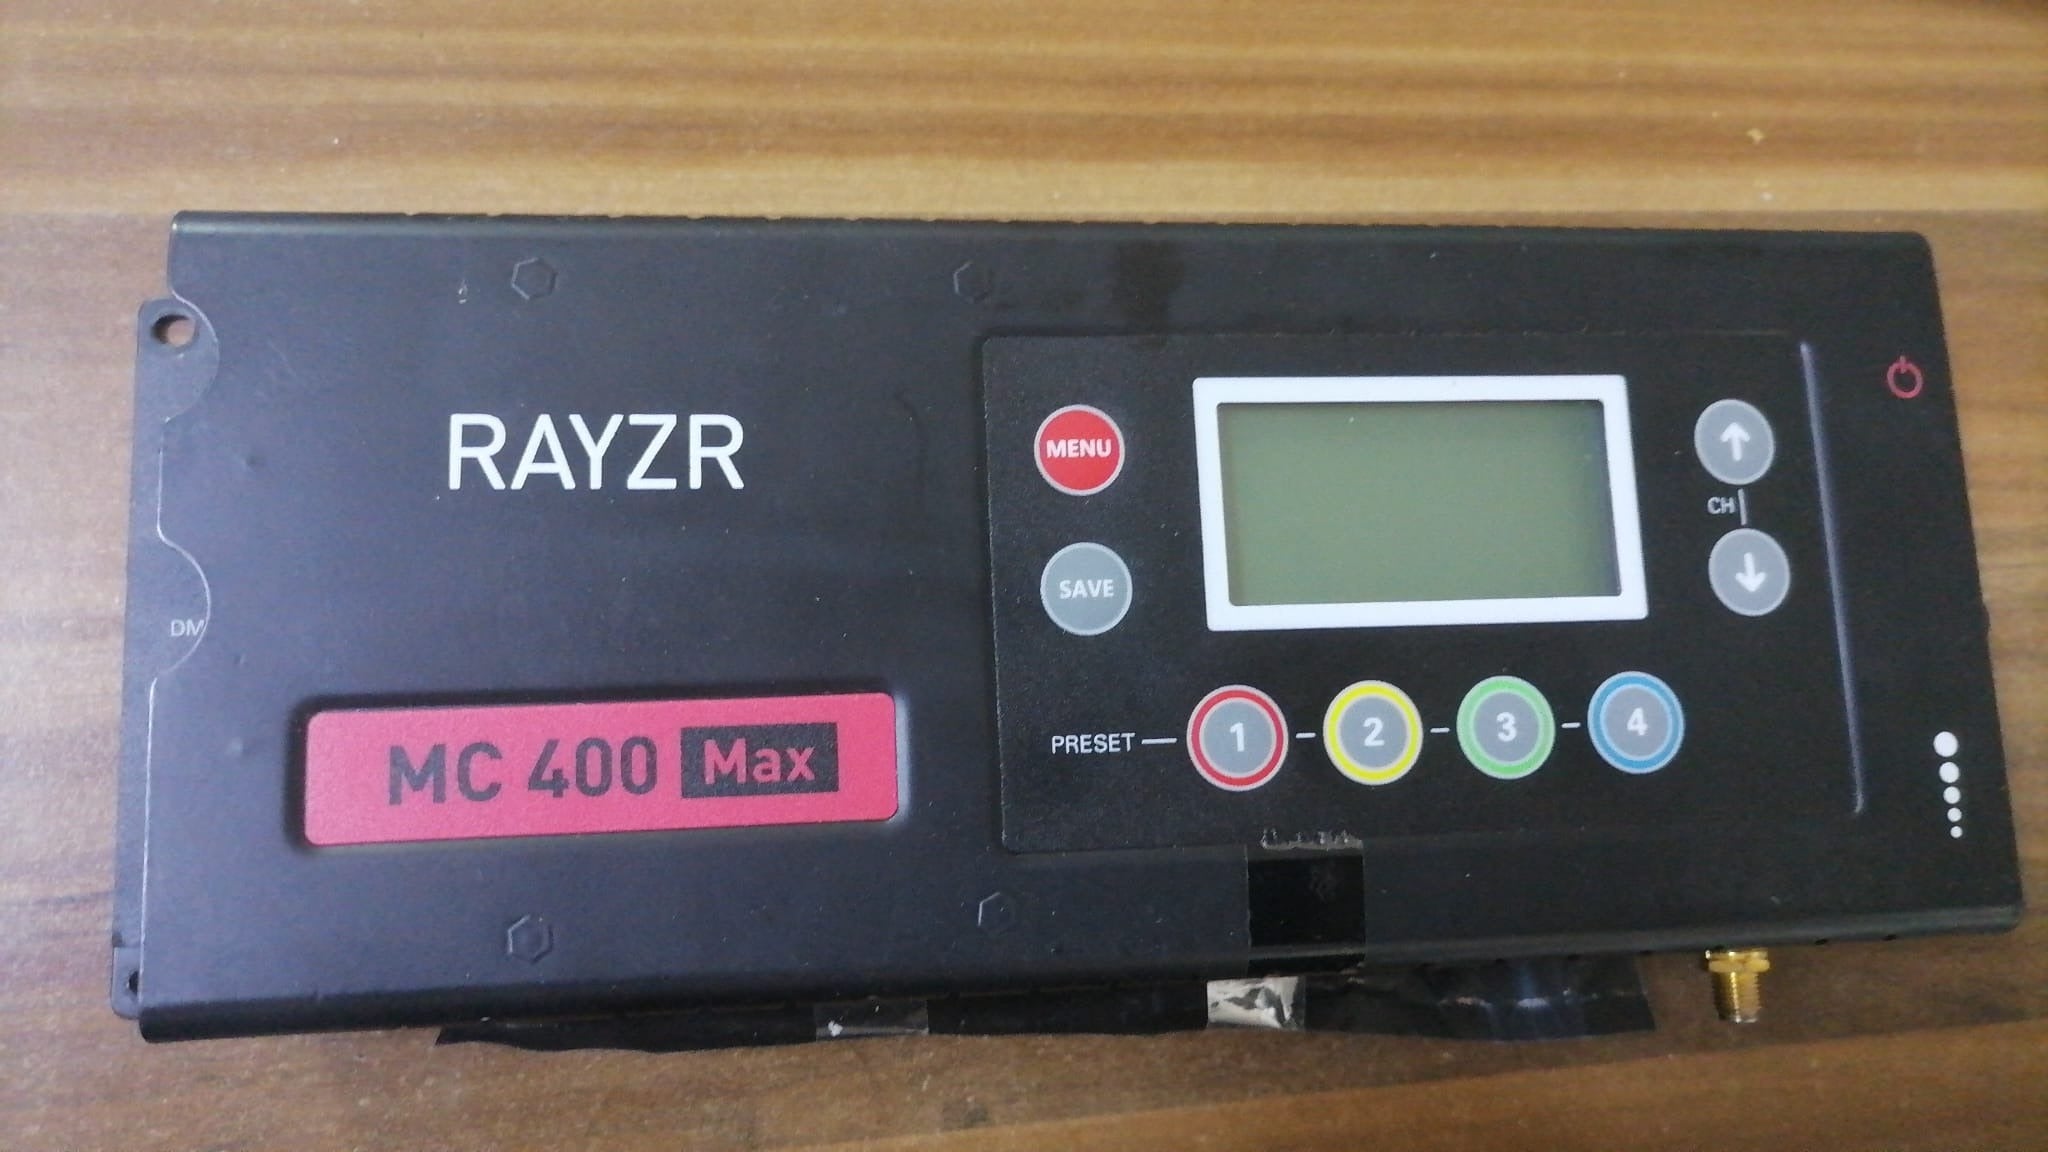 RAYZR
MC 400 Max
MENU
SAVE
CH
PRESET 1 - 2 - 3 - 4
DM